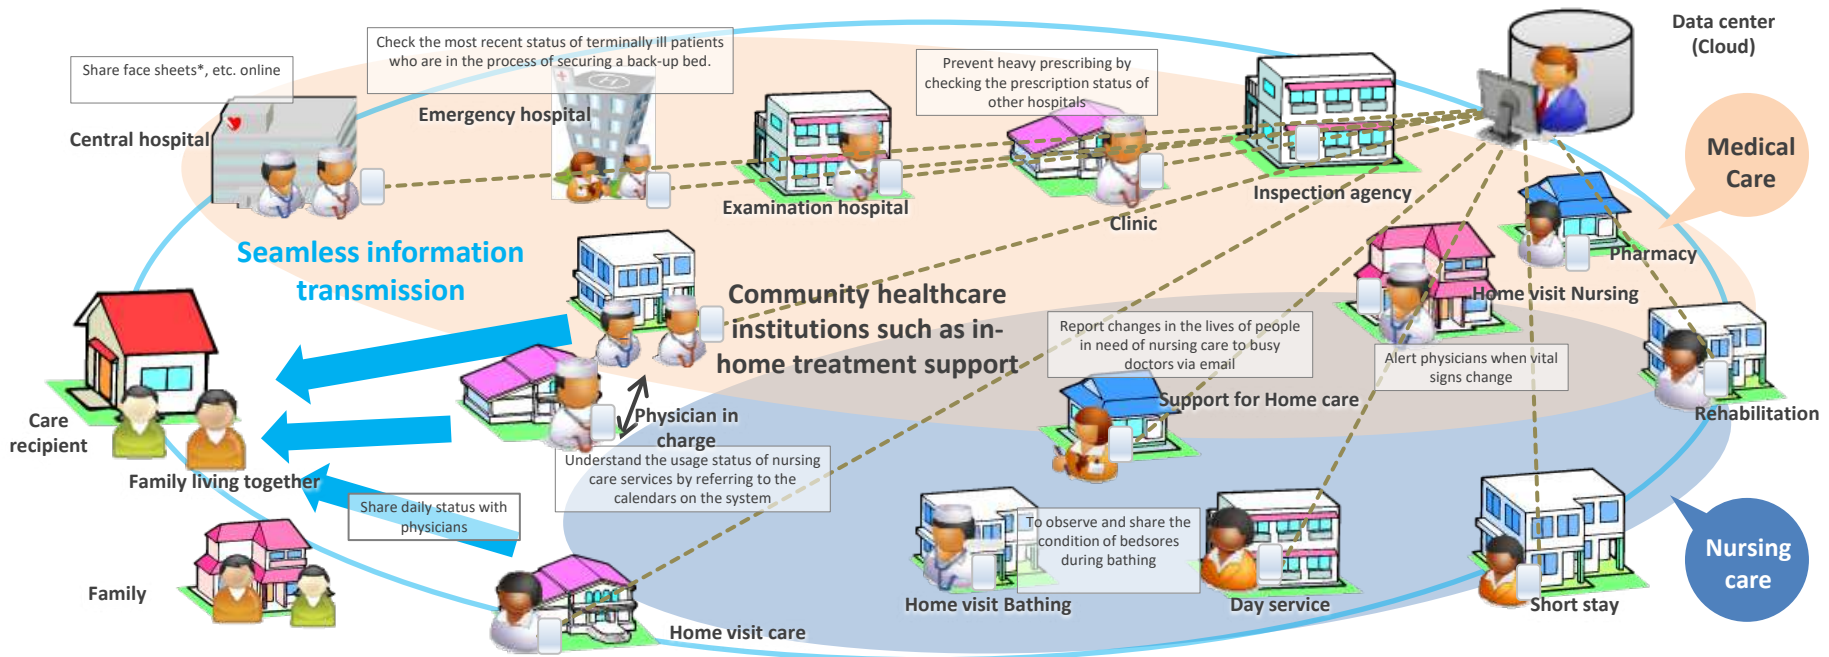 Data center
(Cloud)
Check the most recent status of terminally ill patients
who are in the process of securing a back-up bed.
Share face sheets*, etc. online
Prevent heavy prescribing by
checking the prescription status of
other hospitals
Central hospital
Emergency hospital
Medical
Care
Examination hospital
Clinic
Inspection agency
Pharmacy
Seamless information
transmission
Community healthcare
institutions such as in-
home treatment support
Home visit Nursing
Report changes in the lives of people
in need of nursing care to busy
doctors via email
Alert physicians when vital
signs change
Support for Home care
Rehabilitation
Care
recipient
Physician in
charge
Family living together
Understand the usage status of nursing
care services by referring to the
calendars on the system
Share daily status with
physicians
To observe and share the
condition of bedsores
during bathing
Nursing
care
Family
Home visit care
Home visit Bathing
Day service
Short stay